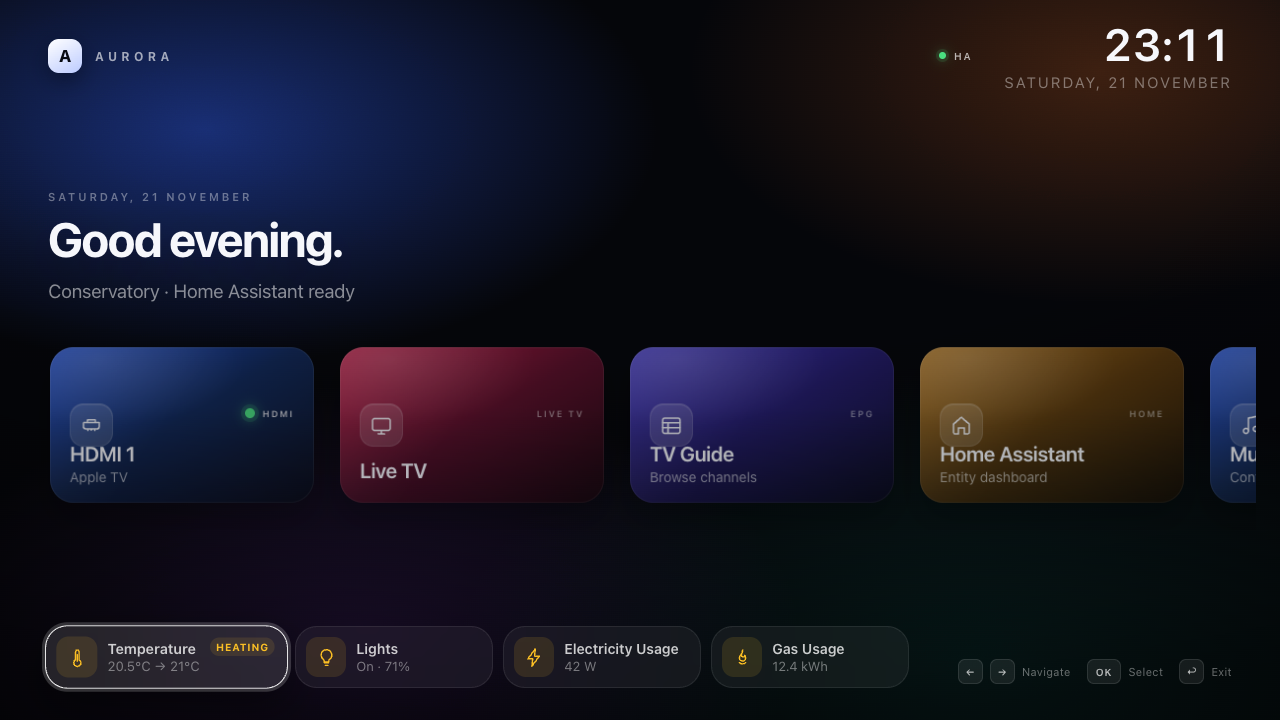 A AURORA
HA
23:11
SATURDAY, 21 NOVEMBER
SATURDAY, 21 NOVEMBER
Good evening.
Conservatory · Home Assistant ready
HDMI
HDMI 1
Apple TV
LIVE TV
Live TV
EPG
TV Guide
Browse channels
HOME
Home Assistant
Entity dashboard
Temperature
HEATING
20.5°C → 21°C
Lights
On · 71%
Electricity Usage
42 W
Gas Usage
12.4 kWh
← → Navigate
OK Select
Exit